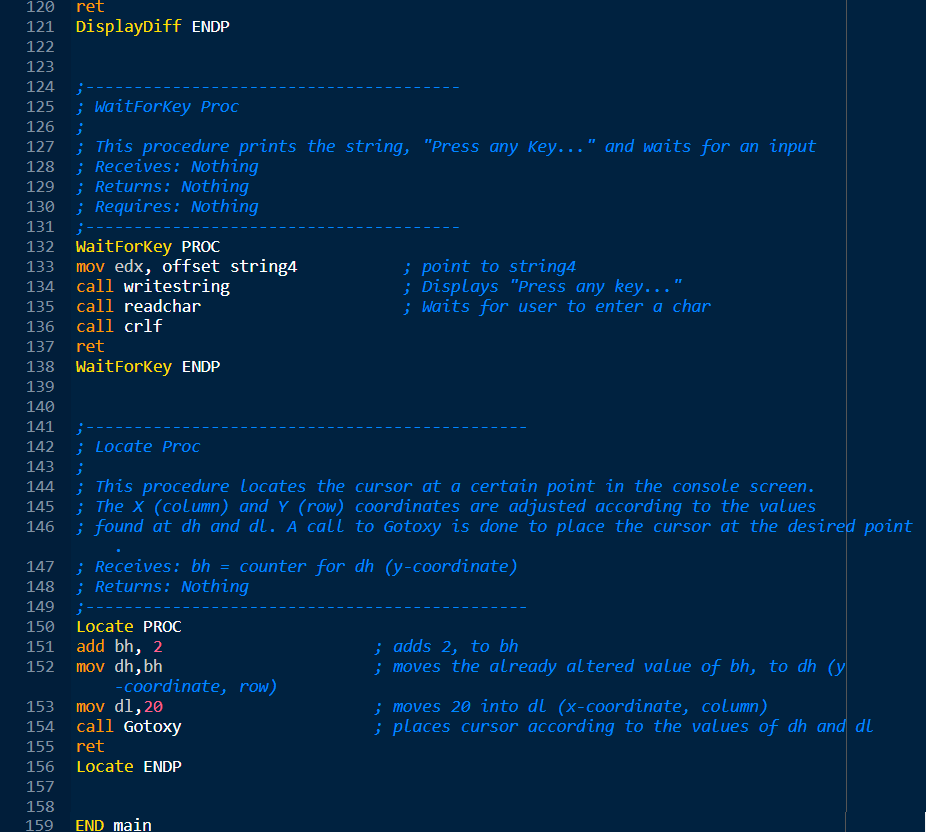 120 ret
121 DisplayDiff ENDP
122
123
124 ;---------------------------------------
125 ; WaitForKey Proc
126 ;
127 ; This procedure prints the string, "Press any Key..." and waits for an input
128 ; Receives: Nothing
129 ; Returns: Nothing
130 ; Requires: Nothing
131 ;---------------------------------------
132 WaitForKey PROC
133 mov edx, offset string4 ; point to string4
134 call writestring ; Displays "Press any key..."
135 call readchar ; Waits for user to enter a char
136 call crlf
137 ret
138 WaitForKey ENDP
139
140
141 ;----------------------------------------------
142 ; Locate Proc
143 ;
144 ; This procedure locates the cursor at a certain point in the console screen.
145 ; The X (column) and Y (row) coordinates are adjusted according to the values
146 ; found at dh and dl. A call to Gotoxy is done to place the cursor at the desired point
.
147 ; Receives: bh = counter for dh (y-coordinate)
148 ; Returns: Nothing
149 ;----------------------------------------------
150 Locate PROC
151 add bh, 2 ; adds 2, to bh
152 mov dh,bh ; moves the already altered value of bh, to dh (y
-coordinate, row)
153 mov dl,20 ; moves 20 into dl (x-coordinate, column)
154 call Gotoxy ; places cursor according to the values of dh and dl
155 ret
156 Locate ENDP
157
158
159 END main